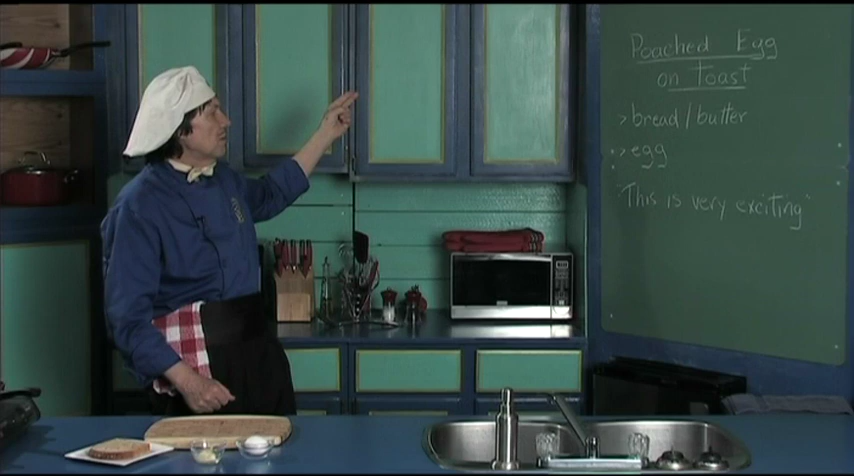 Poached Egg
on Toast
> bread/butter
> egg
"This is very exciting"